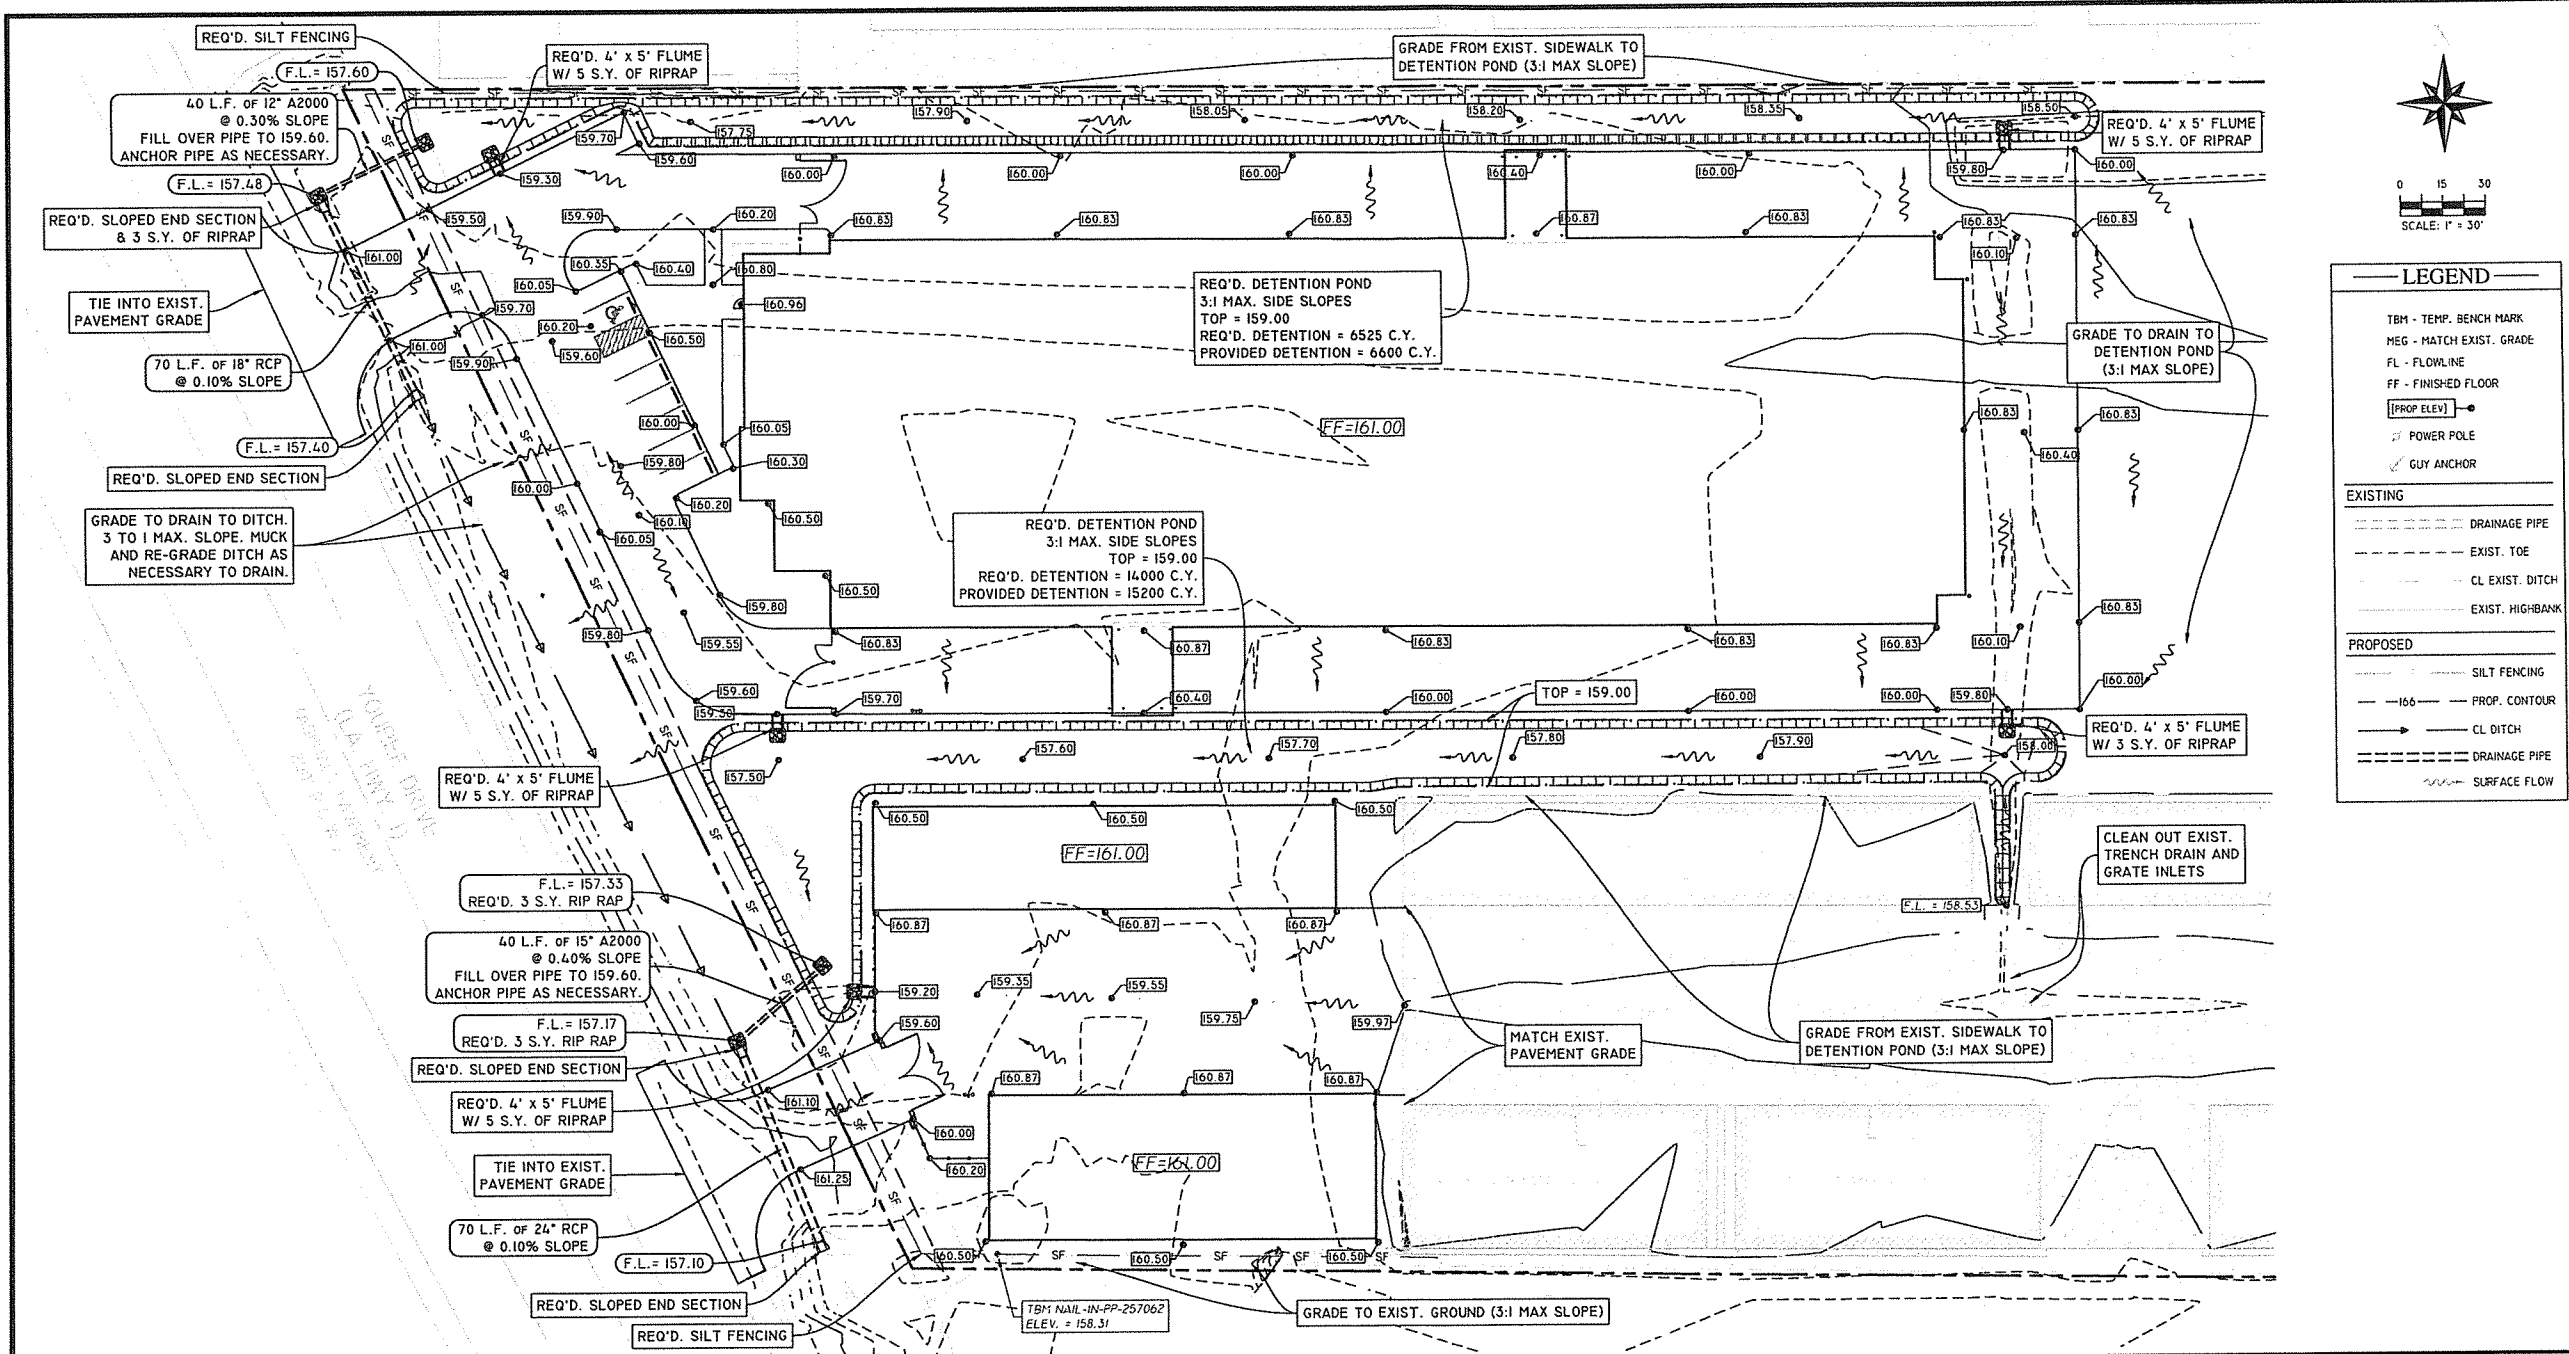 REQ'D. SILT FENCING
F.L.= 157.60
REQ'D. 4' x 5' FLUME
W/ 5 S.Y. OF RIPRAP
GRADE FROM EXIST. SIDEWALK TO
DETENTION POND (3:1 MAX SLOPE)
40 L.F. OF 12" A2000
@ 0.30% SLOPE
FILL OVER PIPE TO 159.60.
ANCHOR PIPE AS NECESSARY.
F.L.= 157.48
REQ'D. SLOPED END SECTION
& 3 S.Y. OF RIPRAP
TIE INTO EXIST.
PAVEMENT GRADE
70 L.F. OF 18" RCP
@ 0.10% SLOPE
F.L.= 157.40
REQ'D. SLOPED END SECTION
GRADE TO DRAIN TO DITCH.
3 TO 1 MAX. SLOPE. MUCK
AND RE-GRADE DITCH AS
NECESSARY TO DRAIN.
157.75
157.90
158.05
158.20
158.35
158.50
REQ'D. 4' x 5' FLUME
W/ 5 S.Y. OF RIPRAP
159.70
159.60
159.30
160.00
160.00
160.00
160.40
160.00
159.80
160.00
159.50
159.90
160.20
160.83
160.83
160.83
160.87
160.83
160.83
160.83
161.00
160.35
160.40
160.80
160.10
160.05
160.96
159.70
160.20
160.50
159.60
161.00
159.90
REQ'D. DETENTION POND
3:1 MAX. SIDE SLOPES
TOP = 159.00
REQ'D. DETENTION = 6525 C.Y.
PROVIDED DETENTION = 6600 C.Y.
GRADE TO DRAIN TO
DETENTION POND
(3:1 MAX SLOPE)
160.00
160.05
FF=161.00
160.83
160.83
160.40
159.80
160.30
160.00
160.20
160.50
160.10
160.05
REQ'D. DETENTION POND
3:1 MAX. SIDE SLOPES
TOP = 159.00
REQ'D. DETENTION = 14000 C.Y.
PROVIDED DETENTION = 15200 C.Y.
160.50
159.80
160.83
159.80
159.55
160.83
160.87
160.83
160.83
160.83
160.10
159.60
159.30
159.70
160.40
160.00
TOP = 159.00
160.00
160.00
159.80
160.00
REQ'D. 4' x 5' FLUME
W/ 3 S.Y. OF RIPRAP
157.50
157.60
157.70
157.80
157.90
158.00
REQ'D. 4' x 5' FLUME
W/ 5 S.Y. OF RIPRAP
160.50
160.50
160.50
FF=161.00
CLEAN OUT EXIST.
TRENCH DRAIN AND
GRATE INLETS
F.L. = 158.53
F.L.= 157.33
REQ'D. 3 S.Y. RIP RAP
160.87
160.87
160.87
40 L.F. OF 15" A2000
@ 0.40% SLOPE
FILL OVER PIPE TO 159.60.
ANCHOR PIPE AS NECESSARY.
159.20
159.35
159.55
159.75
159.97
F.L.= 157.17
REQ'D. 3 S.Y. RIP RAP
159.60
REQ'D. SLOPED END SECTION
MATCH EXIST.
PAVEMENT GRADE
GRADE FROM EXIST. SIDEWALK TO
DETENTION POND (3:1 MAX SLOPE)
REQ'D. 4' x 5' FLUME
W/ 5 S.Y. OF RIPRAP
161.10
160.87
160.87
160.87
160.00
TIE INTO EXIST.
PAVEMENT GRADE
161.25
160.20
FF=161.00
70 L.F. OF 24" RCP
@ 0.10% SLOPE
F.L.= 157.10
160.50
160.50
160.50
REQ'D. SLOPED END SECTION
TBM NAIL-IN-PP-257062
ELEV. = 158.31
GRADE TO EXIST. GROUND (3:1 MAX SLOPE)
REQ'D. SILT FENCING
SF
SF
SF
SF
0 15 30
SCALE: 1" = 30'
LEGEND
TBM - TEMP. BENCH MARK
MEG - MATCH EXIST. GRADE
FL - FLOWLINE
FF - FINISHED FLOOR
[PROP ELEV]
POWER POLE
GUY ANCHOR
EXISTING
DRAINAGE PIPE
EXIST. TOE
CL EXIST. DITCH
EXIST. HIGHBANK
PROPOSED
SILT FENCING
166 PROP. CONTOUR
CL DITCH
DRAINAGE PIPE
SURFACE FLOW